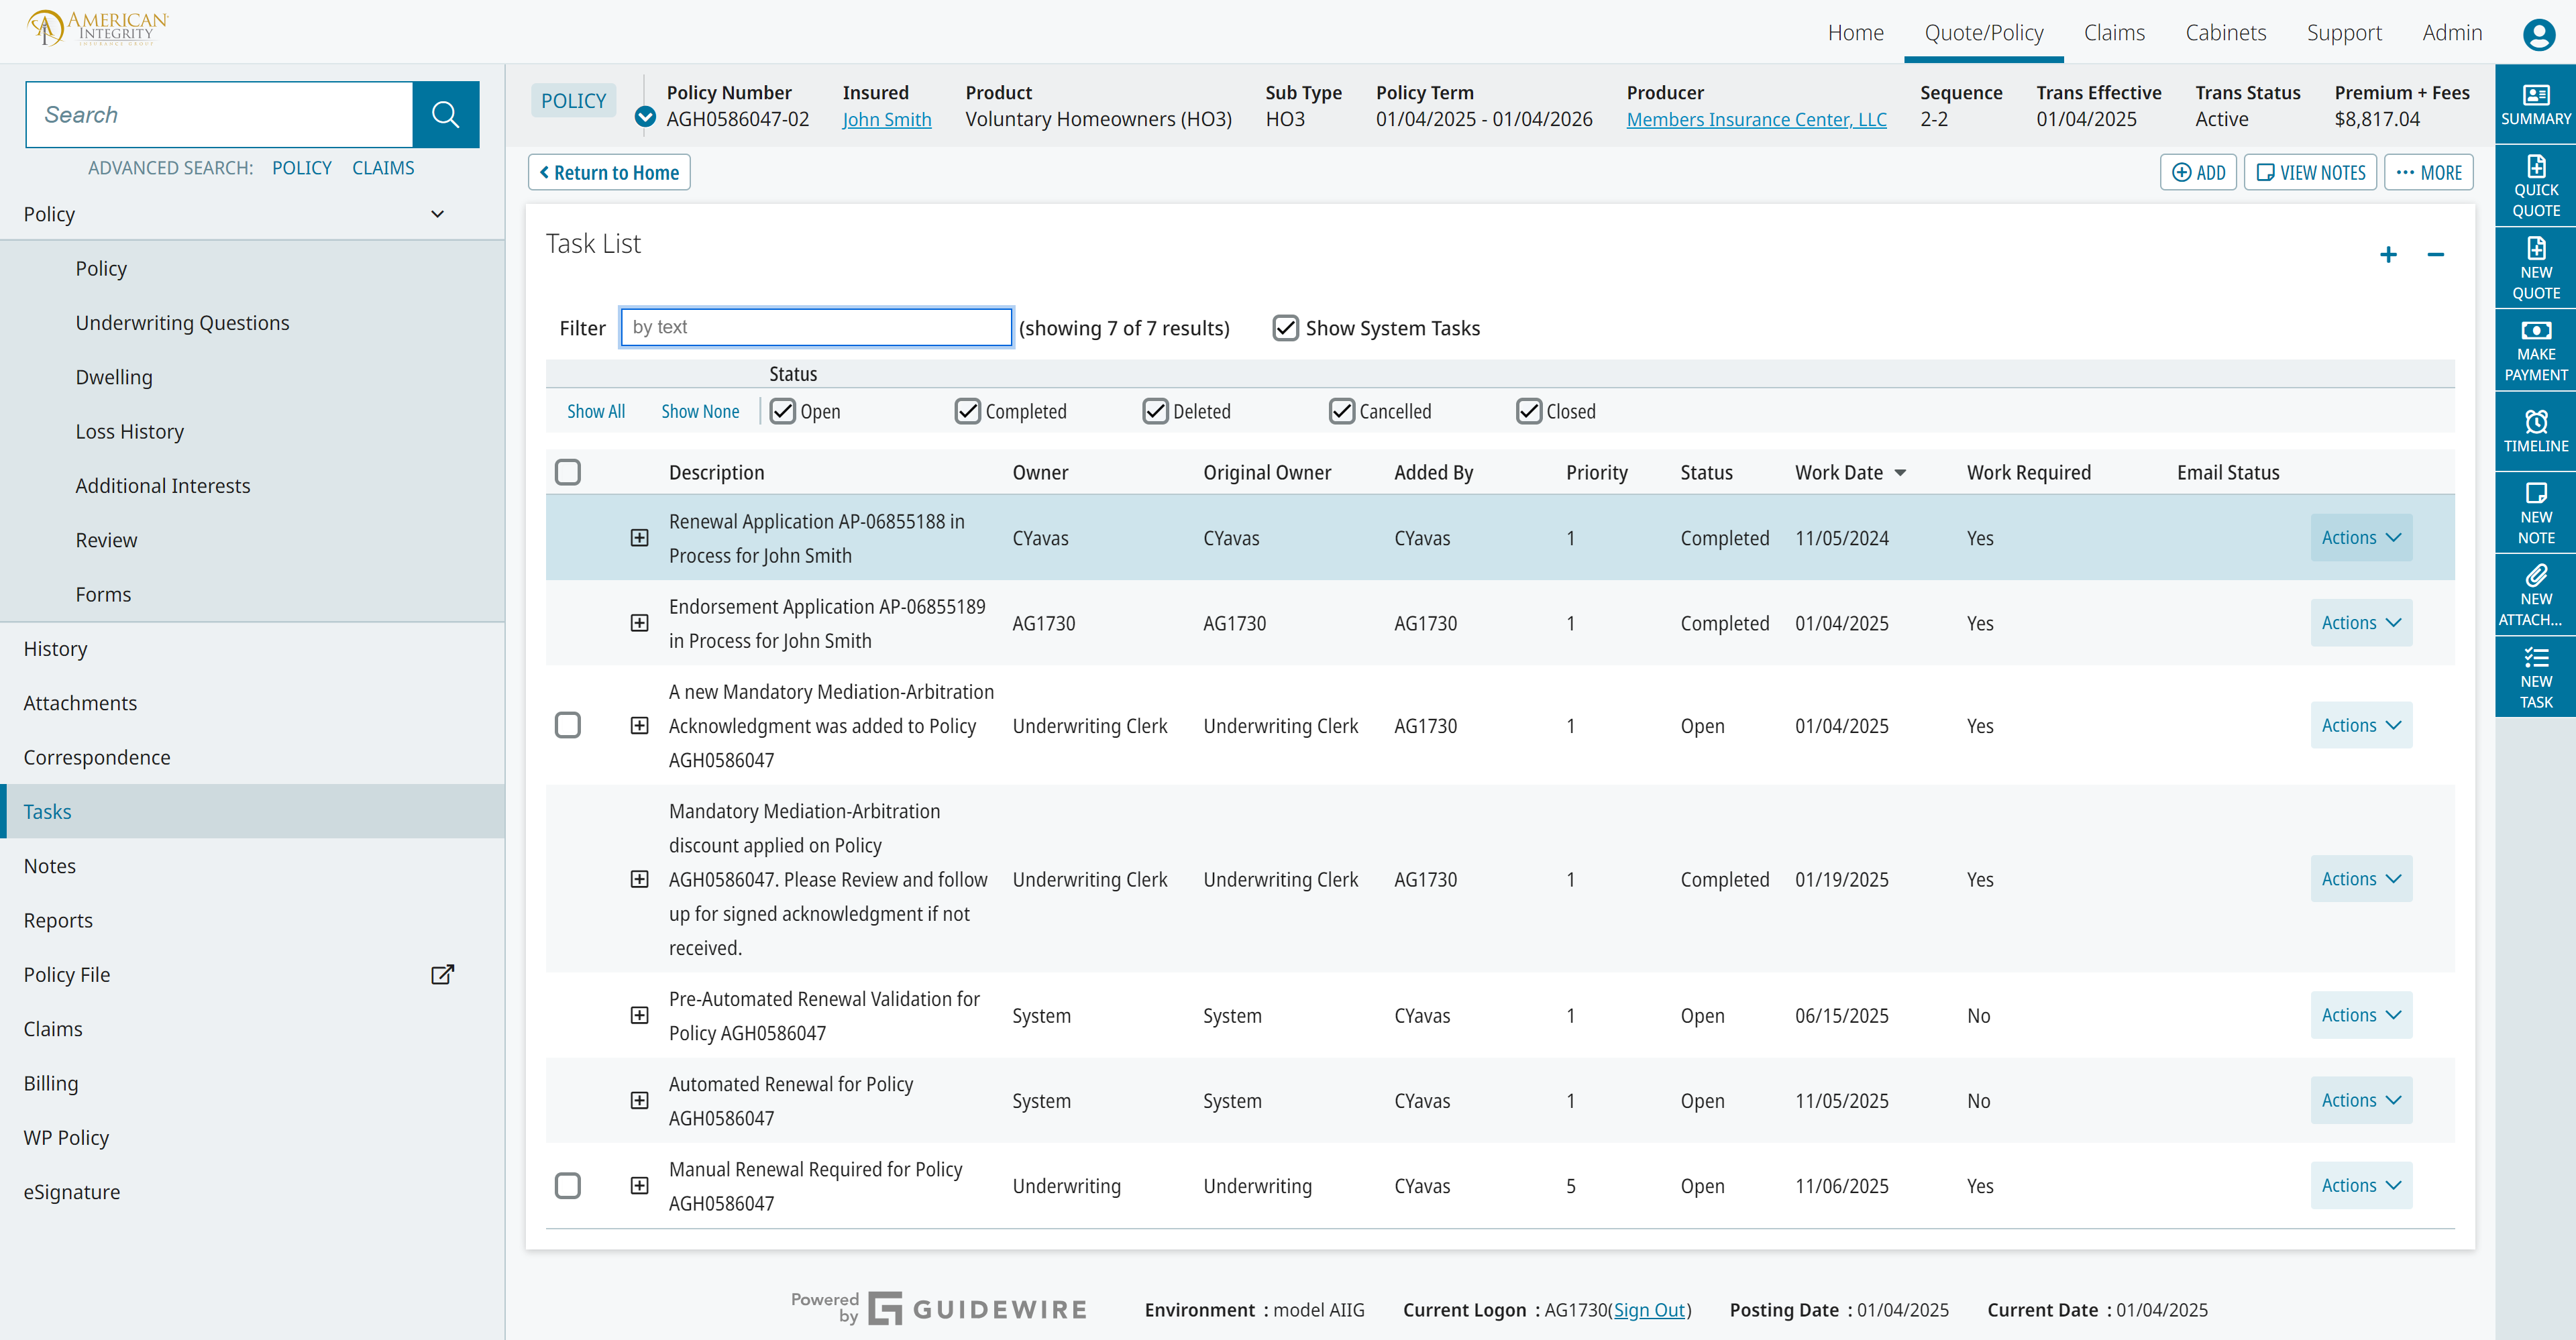 AMERICAN
INTEGRITY
INSURANCE GROUP
Home
Quote/Policy
Claims
Cabinets
Support
Admin
Search
ADVANCED SEARCH: POLICY CLAIMS
Policy
Policy
Underwriting Questions
Dwelling
Loss History
Additional Interests
Review
Forms
History
Attachments
Correspondence
Tasks
Notes
Reports
Policy File
Claims
Billing
WP Policy
eSignature
POLICY
Policy Number
AGH0586047-02
Insured
John Smith
Product
Voluntary Homeowners (HO3)
Sub Type
HO3
Policy Term
01/04/2025 - 01/04/2026
Producer
Members Insurance Center, LLC
Sequence
2-2
Trans Effective
01/04/2025
Trans Status
Active
Premium + Fees
$8,817.04
Return to Home
ADD
VIEW NOTES
MORE
Task List
Filter by text (showing 7 of 7 results) Show System Tasks
Status
Show All Show None Open Completed Deleted Cancelled Closed
Description Owner Original Owner Added By Priority Status Work Date Work Required Email Status
Renewal Application AP-06855188 in
Process for John Smith
CYavas CYavas CYavas 1 Completed 11/05/2024 Yes Actions
Endorsement Application AP-06855189
in Process for John Smith
AG1730 AG1730 AG1730 1 Completed 01/04/2025 Yes Actions
A new Mandatory Mediation-Arbitration
Acknowledgment was added to Policy
AGH0586047
Underwriting Clerk Underwriting Clerk AG1730 1 Open 01/04/2025 Yes Actions
Mandatory Mediation-Arbitration
discount applied on Policy
AGH0586047. Please Review and follow
up for signed acknowledgment if not
received.
Underwriting Clerk Underwriting Clerk AG1730 1 Completed 01/19/2025 Yes Actions
Pre-Automated Renewal Validation for
Policy AGH0586047
System System CYavas 1 Open 06/15/2025 No Actions
Automated Renewal for Policy
AGH0586047
System System CYavas 1 Open 11/05/2025 No Actions
Manual Renewal Required for Policy
AGH0586047
Underwriting Underwriting CYavas 5 Open 11/06/2025 Yes Actions
SUMMARY
QUICK
QUOTE
NEW
QUOTE
MAKE
PAYMENT
TIMELINE
NEW
NOTE
NEW
ATTACH...
NEW
TASK
Powered
by
GUIDEWIRE
Environment : model AIIG
Current Logon : AG1730(Sign Out)
Posting Date : 01/04/2025
Current Date : 01/04/2025